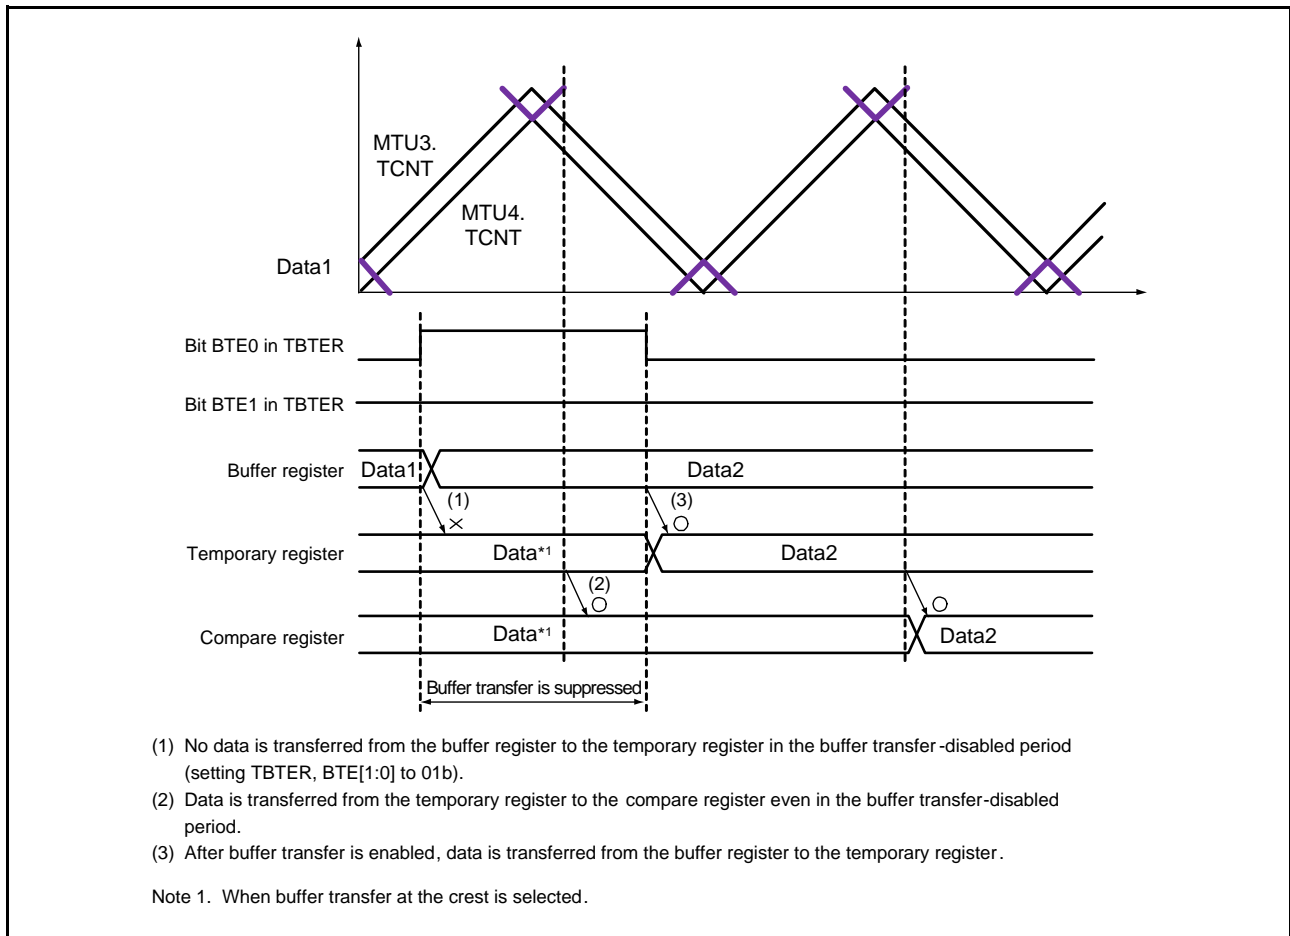 MTU3.
TCNT
MTU4.
TCNT
Data1
Bit BTE0 in TBTER
Bit BTE1 in TBTER
Buffer register Data1 Data2
(1) (3)
× ○
Temporary register Data*1 Data2
(2)
○ ○
Compare register Data*1 Data2
Buffer transfer is suppressed
(1) No data is transferred from the buffer register to the temporary register in the buffer transfer-disabled period
(setting TBTER, BTE[1:0] to 01b).
(2) Data is transferred from the temporary register to the compare register even in the buffer transfer-disabled
period.
(3) After buffer transfer is enabled, data is transferred from the buffer register to the temporary register.
Note 1. When buffer transfer at the crest is selected.